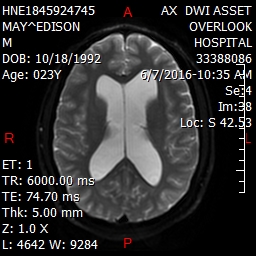 HNE1845924745 A AX DWI ASSET
MAY^EDISON OVERLOOK
M HOSPITAL
DOB: 10/18/1992 33388086
Age: 023Y 6/7/2016-10:35 AM
Se:4
Im:38
R Loc: S 42.53 L
ET: 1
TR: 6000.00 ms
TE: 74.70 ms
Thk: 5.00 mm
Z: 1.0 X
L: 4642 W: 9284 P